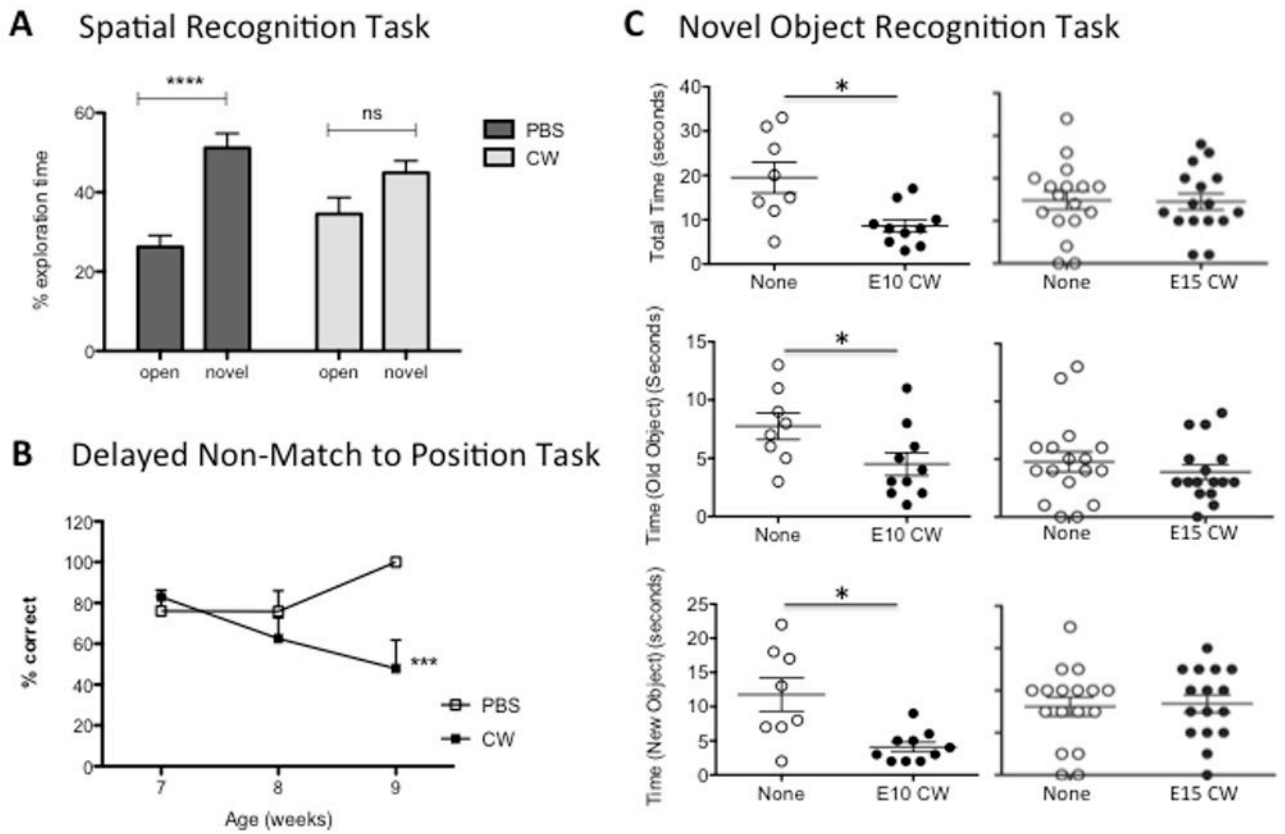 A Spatial Recognition Task
****
ns
60
40
20
0
% exploration time
open novel open novel
PBS
CW
B Delayed Non-Match to Position Task
120
100
80
60
40
20
0
% correct
***
PBS
CW
7 8 9
Age (weeks)
C Novel Object Recognition Task
Total Time (seconds)
40
30
20
10
0
*
None E10 CW
None E15 CW
Time (Old Object) (Seconds)
15
10
5
0
*
None E10 CW
None E15 CW
Time (New Object) (seconds)
25
20
15
10
5
0
*
None E10 CW
None E15 CW